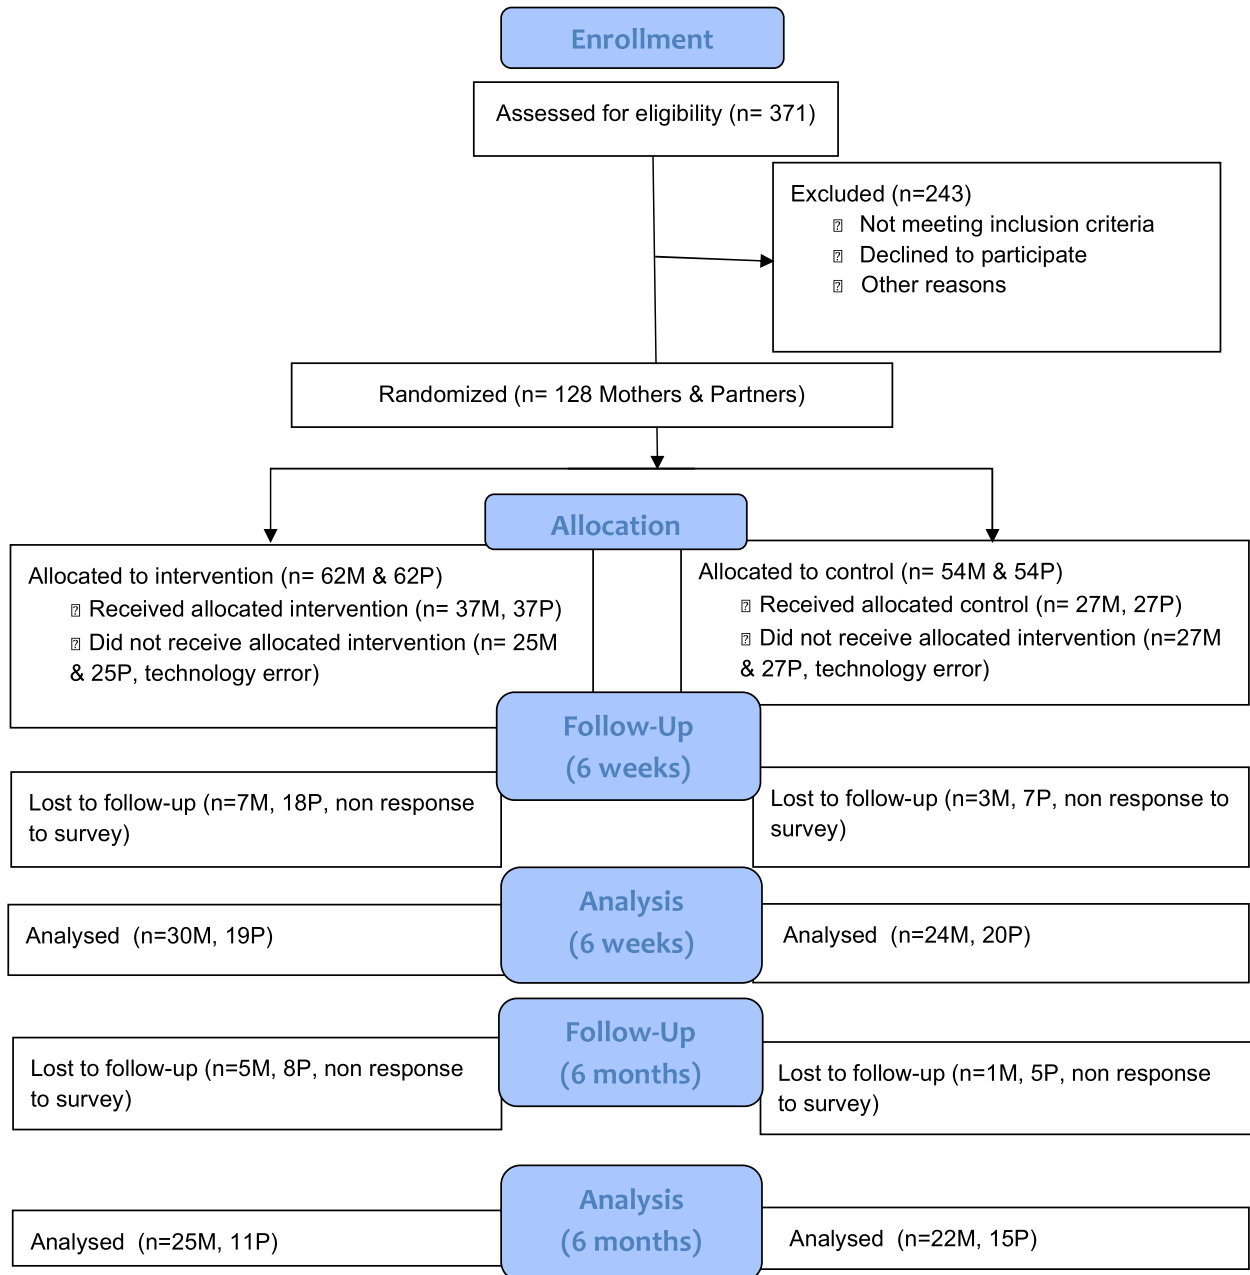 Enrollment
Assessed for eligibility (n= 371)
Excluded (n=243)
Not meeting inclusion criteria
Declined to participate
Other reasons
Randomized (n= 128 Mothers & Partners)
Allocation
Allocated to intervention (n= 62M & 62P)
Received allocated intervention (n= 37M, 37P)
Did not receive allocated intervention (n= 25M
& 25P, technology error)
Allocated to control (n= 54M & 54P)
Received allocated control (n= 27M, 27P)
Did not receive allocated intervention (n=27M
& 27P, technology error)
Follow-Up
(6 weeks)
Lost to follow-up (n=7M, 18P, non response
to survey)
Lost to follow-up (n=3M, 7P, non response to
survey)
Analysis
(6 weeks)
Analysed  (n=30M, 19P)
Analysed  (n=24M, 20P)
Follow-Up
(6 months)
Lost to follow-up (n=5M, 8P, non response
to survey)
Lost to follow-up (n=1M, 5P, non response
to survey)
Analysis
(6 months)
Analysed  (n=25M, 11P)
Analysed  (n=22M, 15P)